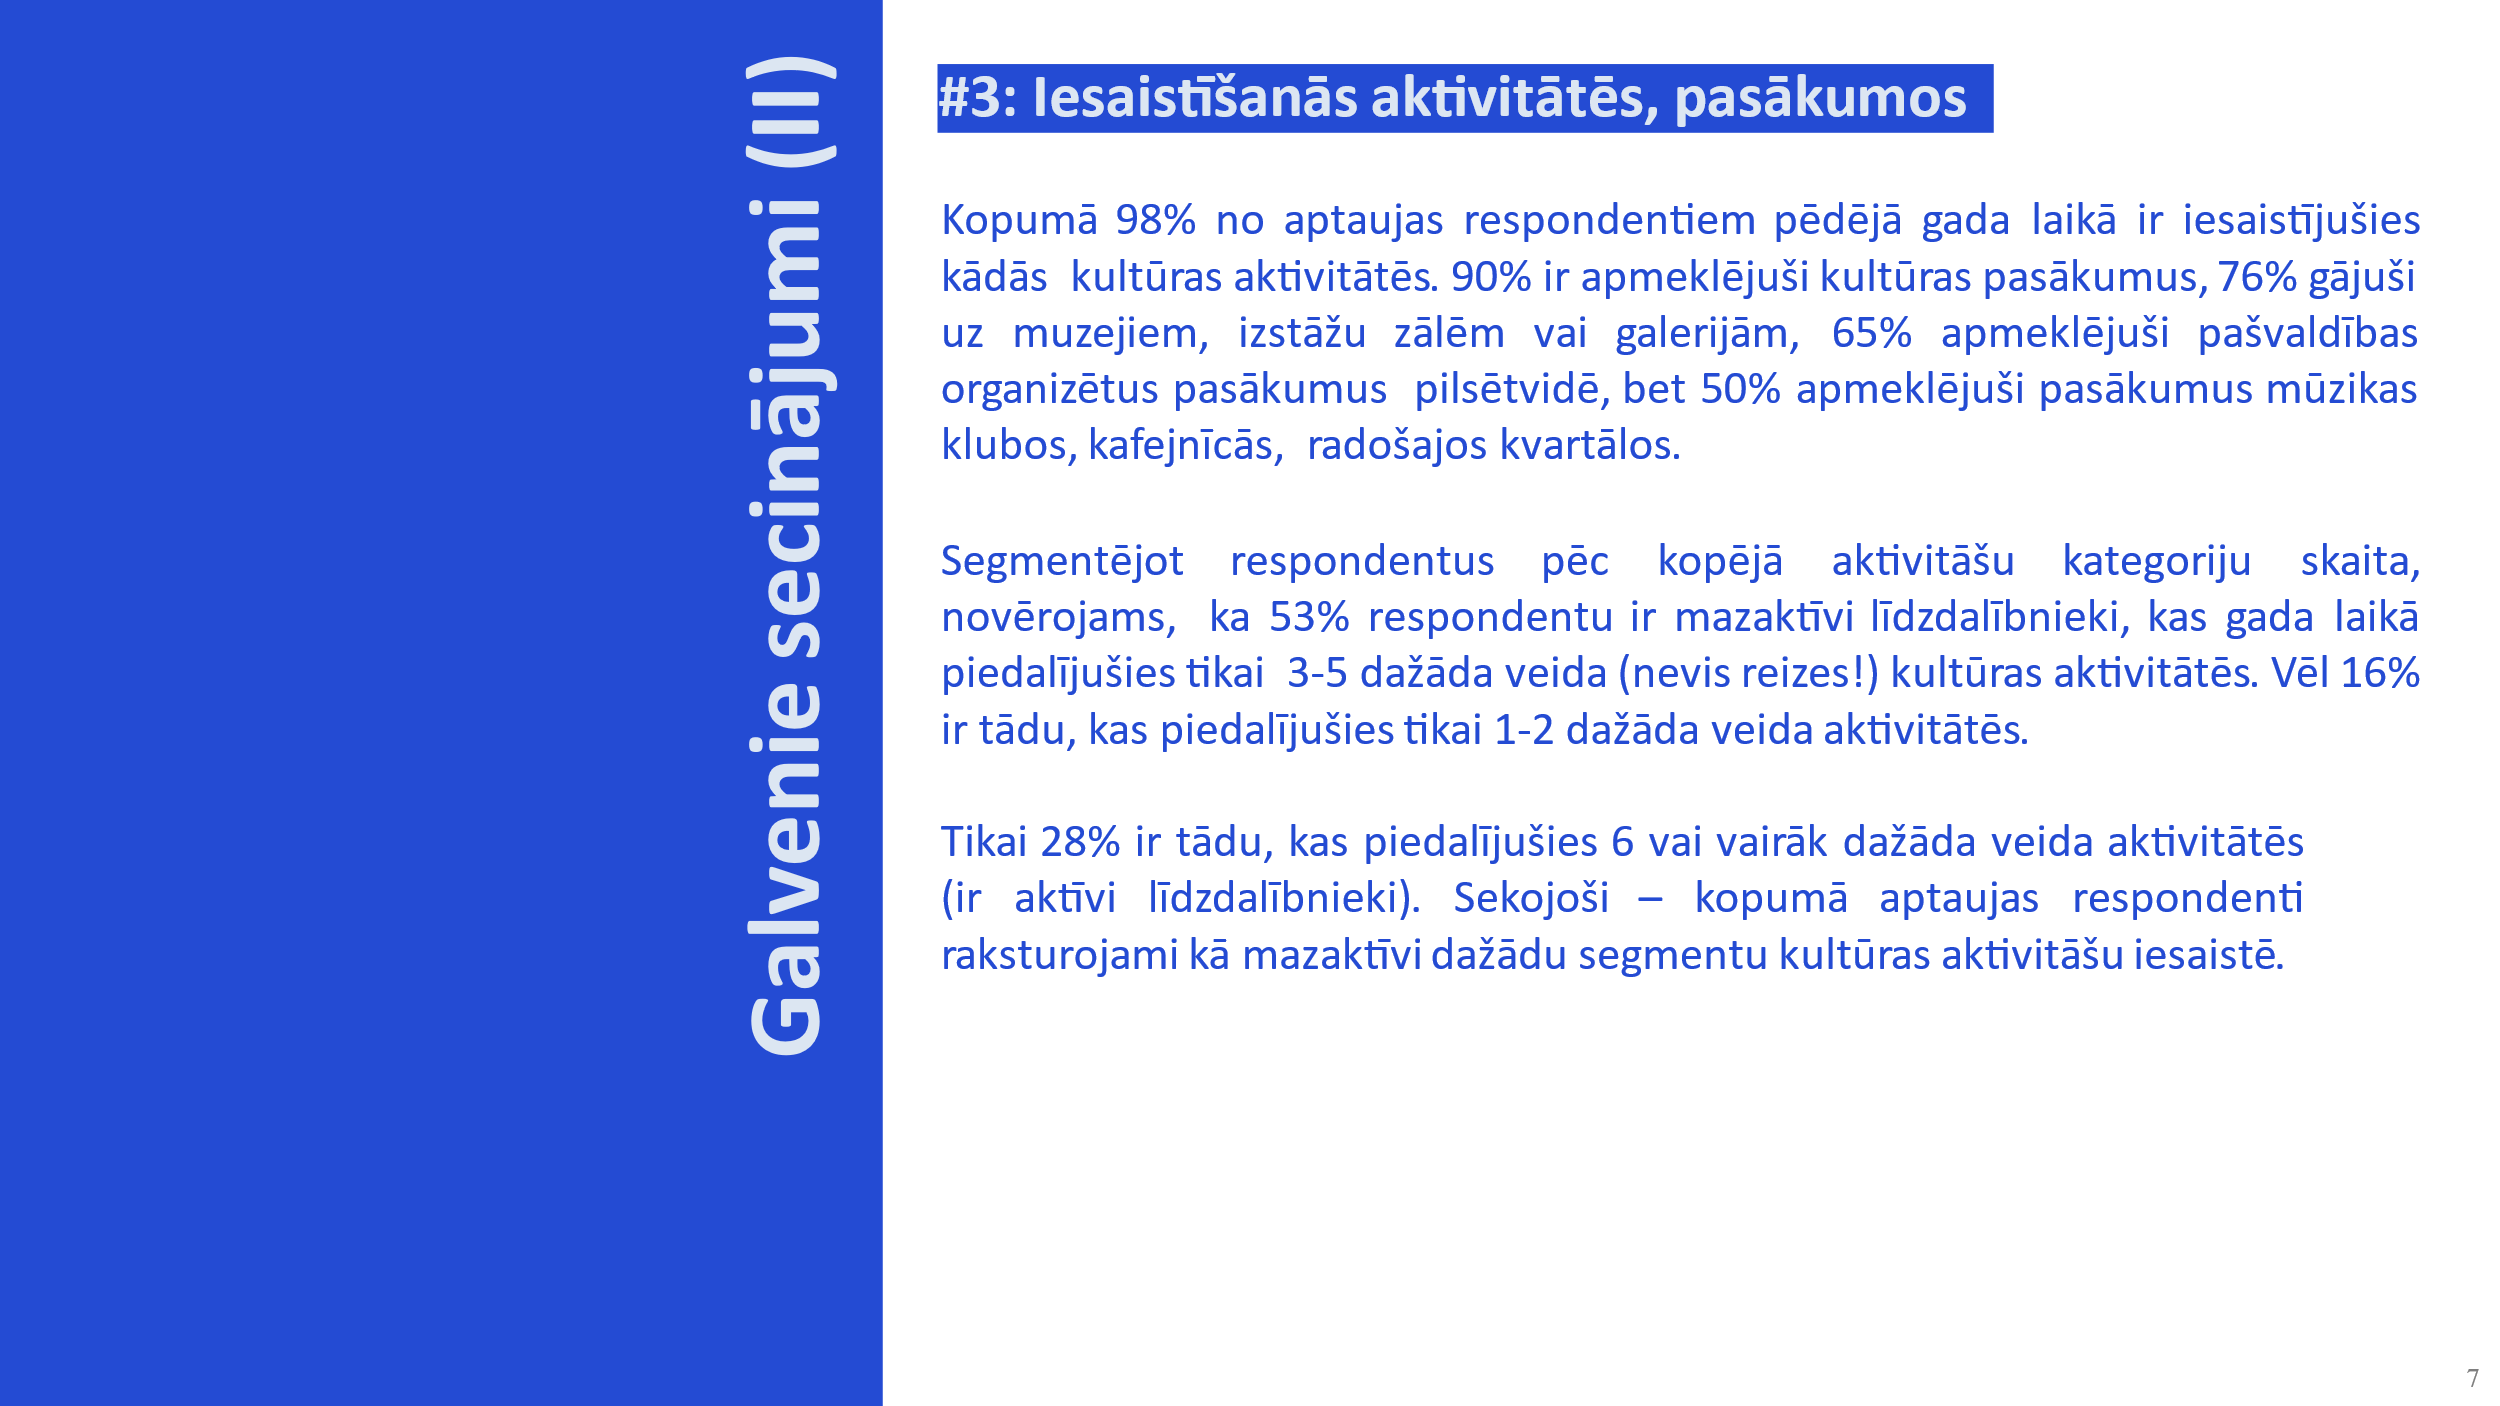 Galvenie secinājumi (II)
#3: Iesaistīšanās aktivitātēs, pasākumos
Kopumā 98% no aptaujas respondentiem pēdējā gada laikā ir iesaistījušies
kādās kultūras aktivitātēs. 90% ir apmeklējuši kultūras pasākumus, 76% gājuši
uz muzejiem, izstāžu zālēm vai galerijām, 65% apmeklējuši pašvaldības
organizētus pasākumus pilsētvidē, bet 50% apmeklējuši pasākumus mūzikas
klubos, kafejnīcās, radošajos kvartālos.
Segmentējot respondentus pēc kopējā aktivitāšu kategoriju skaita,
novērojams, ka 53% respondentu ir mazaktīvi līdzdalībnieki, kas gada laikā
piedalījušies tikai 3-5 dažāda veida (nevis reizes!) kultūras aktivitātēs. Vēl 16%
ir tādu, kas piedalījušies tikai 1-2 dažāda veida aktivitātēs.
Tikai 28% ir tādu, kas piedalījušies 6 vai vairāk dažāda veida aktivitātēs
(ir aktīvi līdzdalībnieki). Sekojoši – kopumā aptaujas respondenti
raksturojami kā mazaktīvi dažādu segmentu kultūras aktivitāšu iesaistē.
7